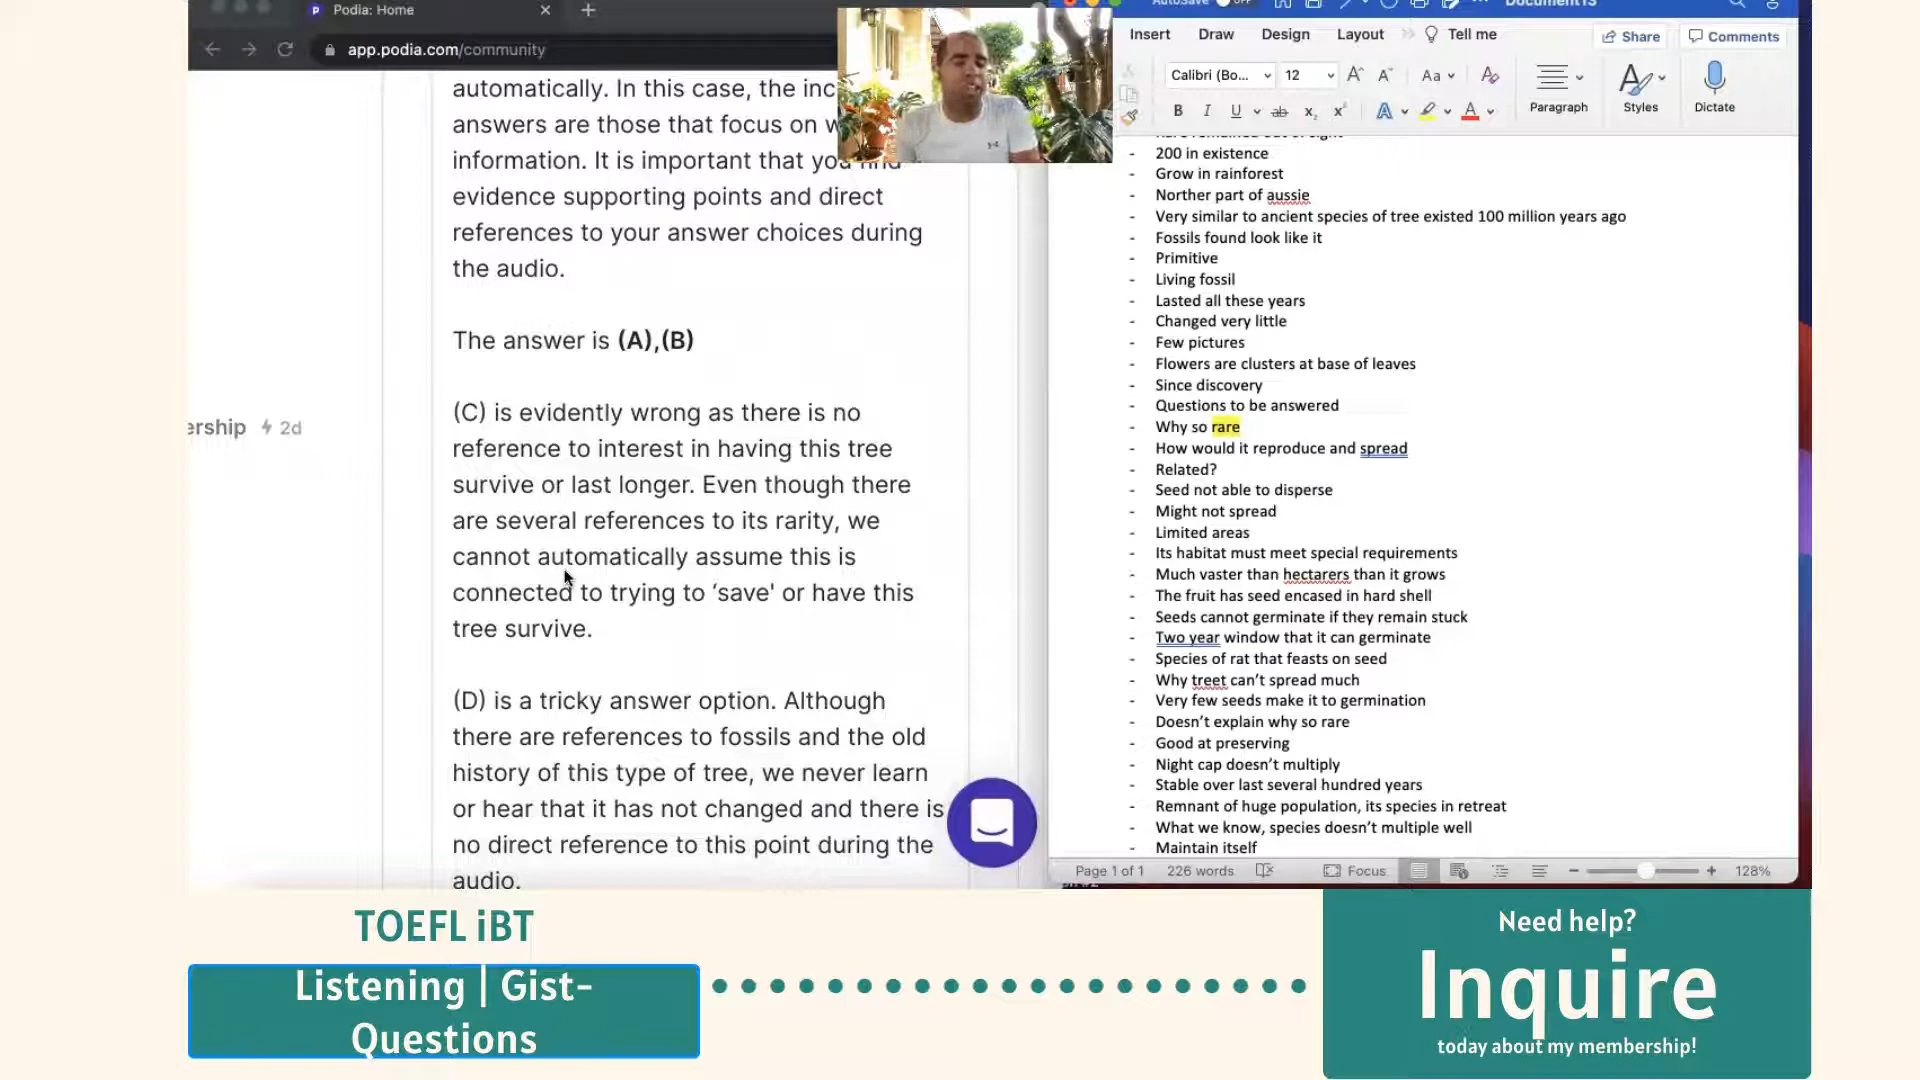 Podia: Home
app.podia.com/community
automatically. In this case, the inc
answers are those that focus on w
information. It is important that you find
evidence supporting points and direct
references to your answer choices during
the audio.
The answer is (A),(B)
(C) is evidently wrong as there is no
reference to interest in having this tree
survive or last longer. Even though there
are several references to its rarity, we
cannot automatically assume this is
connected to trying to ‘save' or have this
tree survive.
(D) is a tricky answer option. Although
there are references to fossils and the old
history of this type of tree, we never learn
or hear that it has not changed and there is
no direct reference to this point during the
audio.
ership 2d
AutoSave OFF Document13
Insert Draw Design Layout Tell me Share Comments
Calibri (Bo... 12 Aa
B I U ab x x A A
Paragraph Styles Dictate
- 200 in existence
- Grow in rainforest
- Norther part of aussie
- Very similar to ancient species of tree existed 100 million years ago
- Fossils found look like it
- Primitive
- Living fossil
- Lasted all these years
- Changed very little
- Few pictures
- Flowers are clusters at base of leaves
- Since discovery
- Questions to be answered
- Why so rare
- How would it reproduce and spread
- Related?
- Seed not able to disperse
- Might not spread
- Limited areas
- Its habitat must meet special requirements
- Much vaster than hectarers than it grows
- The fruit has seed encased in hard shell
- Seeds cannot germinate if they remain stuck
- Two year window that it can germinate
- Species of rat that feasts on seed
- Why treet can’t spread much
- Very few seeds make it to germination
- Doesn’t explain why so rare
- Good at preserving
- Night cap doesn’t multiply
- Stable over last several hundred years
- Remnant of huge population, its species in retreat
- What we know, species doesn’t multiple well
- Maintain itself
Page 1 of 1 226 words Focus 128%
TOEFL iBT
Listening | Gist-
Questions
Need help?
Inquire
today about my membership!